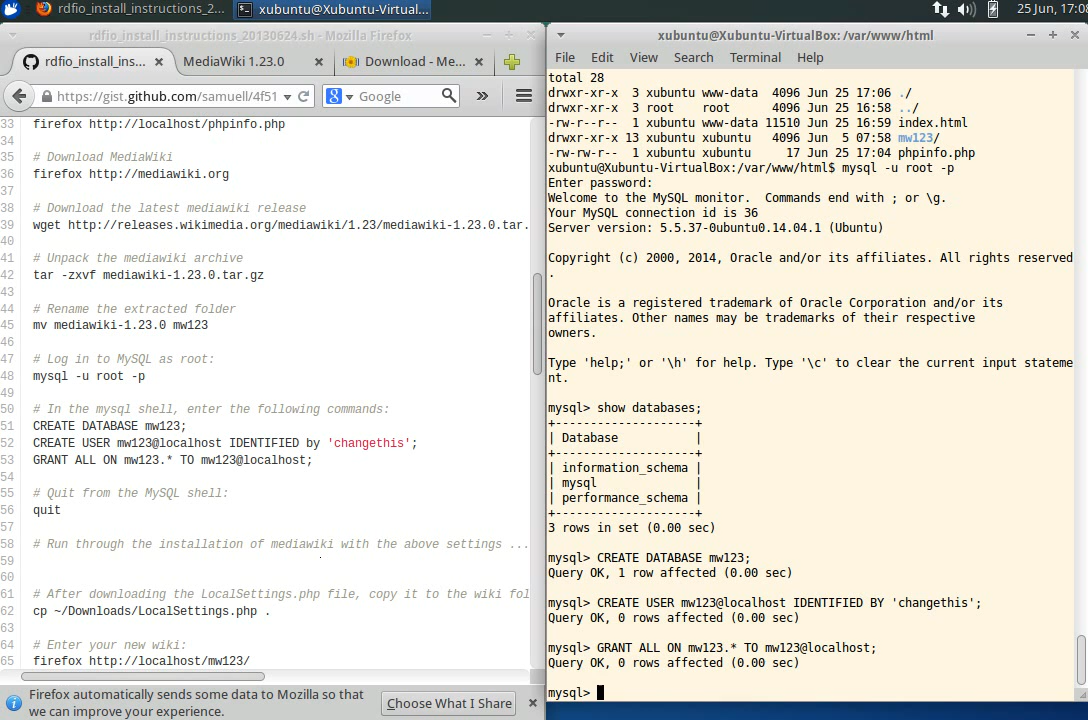 rdfio_install_instructions_2...
xubuntu@Xubuntu-Virtual...
25 Jun, 17:08
rdfio_install_instructions_20130624.sh - Mozilla Firefox
rdfio_install_ins...
MediaWiki 1.23.0
Download - Me...
https://gist.github.com/samuell/4f51
Google
33 firefox http://localhost/phpinfo.php
34
35 # Download MediaWiki
36 firefox http://mediawiki.org
37
38 # Download the latest mediawiki release
39 wget http://releases.wikimedia.org/mediawiki/1.23/mediawiki-1.23.0.tar.
40
41 # Unpack the mediawiki archive
42 tar -zxvf mediawiki-1.23.0.tar.gz
43
44 # Rename the extracted folder
45 mv mediawiki-1.23.0 mw123
46
47 # Log in to MySQL as root:
48 mysql -u root -p
49
50 # In the mysql shell, enter the following commands:
51 CREATE DATABASE mw123;
52 CREATE USER mw123@localhost IDENTIFIED by 'changethis';
53 GRANT ALL ON mw123.* TO mw123@localhost;
54
55 # Quit from the MySQL shell:
56 quit
57
58 # Run through the installation of mediawiki with the above settings ...
59
60
61 # After downloading the LocalSettings.php file, copy it to the wiki fol
62 cp ~/Downloads/LocalSettings.php .
63
64 # Enter your new wiki:
65 firefox http://localhost/mw123/
Firefox automatically sends some data to Mozilla so that
we can improve your experience.
Choose What I Share
xubuntu@Xubuntu-VirtualBox: /var/www/html
File Edit View Search Terminal Help
total 28
drwxr-xr-x 3 xubuntu www-data 4096 Jun 25 17:06 ./
drwxr-xr-x 3 root root 4096 Jun 25 16:58 ../
-rw-r--r-- 1 xubuntu www-data 11510 Jun 25 16:59 index.html
drwxr-xr-x 13 xubuntu xubuntu 4096 Jun 5 07:58 mw123/
-rw-rw-r-- 1 xubuntu xubuntu 17 Jun 25 17:04 phpinfo.php
xubuntu@Xubuntu-VirtualBox:/var/www/html$ mysql -u root -p
Enter password:
Welcome to the MySQL monitor. Commands end with ; or \g.
Your MySQL connection id is 36
Server version: 5.5.37-0ubuntu0.14.04.1 (Ubuntu)
Copyright (c) 2000, 2014, Oracle and/or its affiliates. All rights reserved
.
Oracle is a registered trademark of Oracle Corporation and/or its
affiliates. Other names may be trademarks of their respective
owners.
Type 'help;' or '\h' for help. Type '\c' to clear the current input stateme
nt.
mysql> show databases;
+--------------------+
| Database           |
+--------------------+
| information_schema |
| mysql              |
| performance_schema |
+--------------------+
3 rows in set (0.00 sec)
mysql> CREATE DATABASE mw123;
Query OK, 1 row affected (0.00 sec)
mysql> CREATE USER mw123@localhost IDENTIFIED BY 'changethis';
Query OK, 0 rows affected (0.00 sec)
mysql> GRANT ALL ON mw123.* TO mw123@localhost;
Query OK, 0 rows affected (0.00 sec)
mysql>